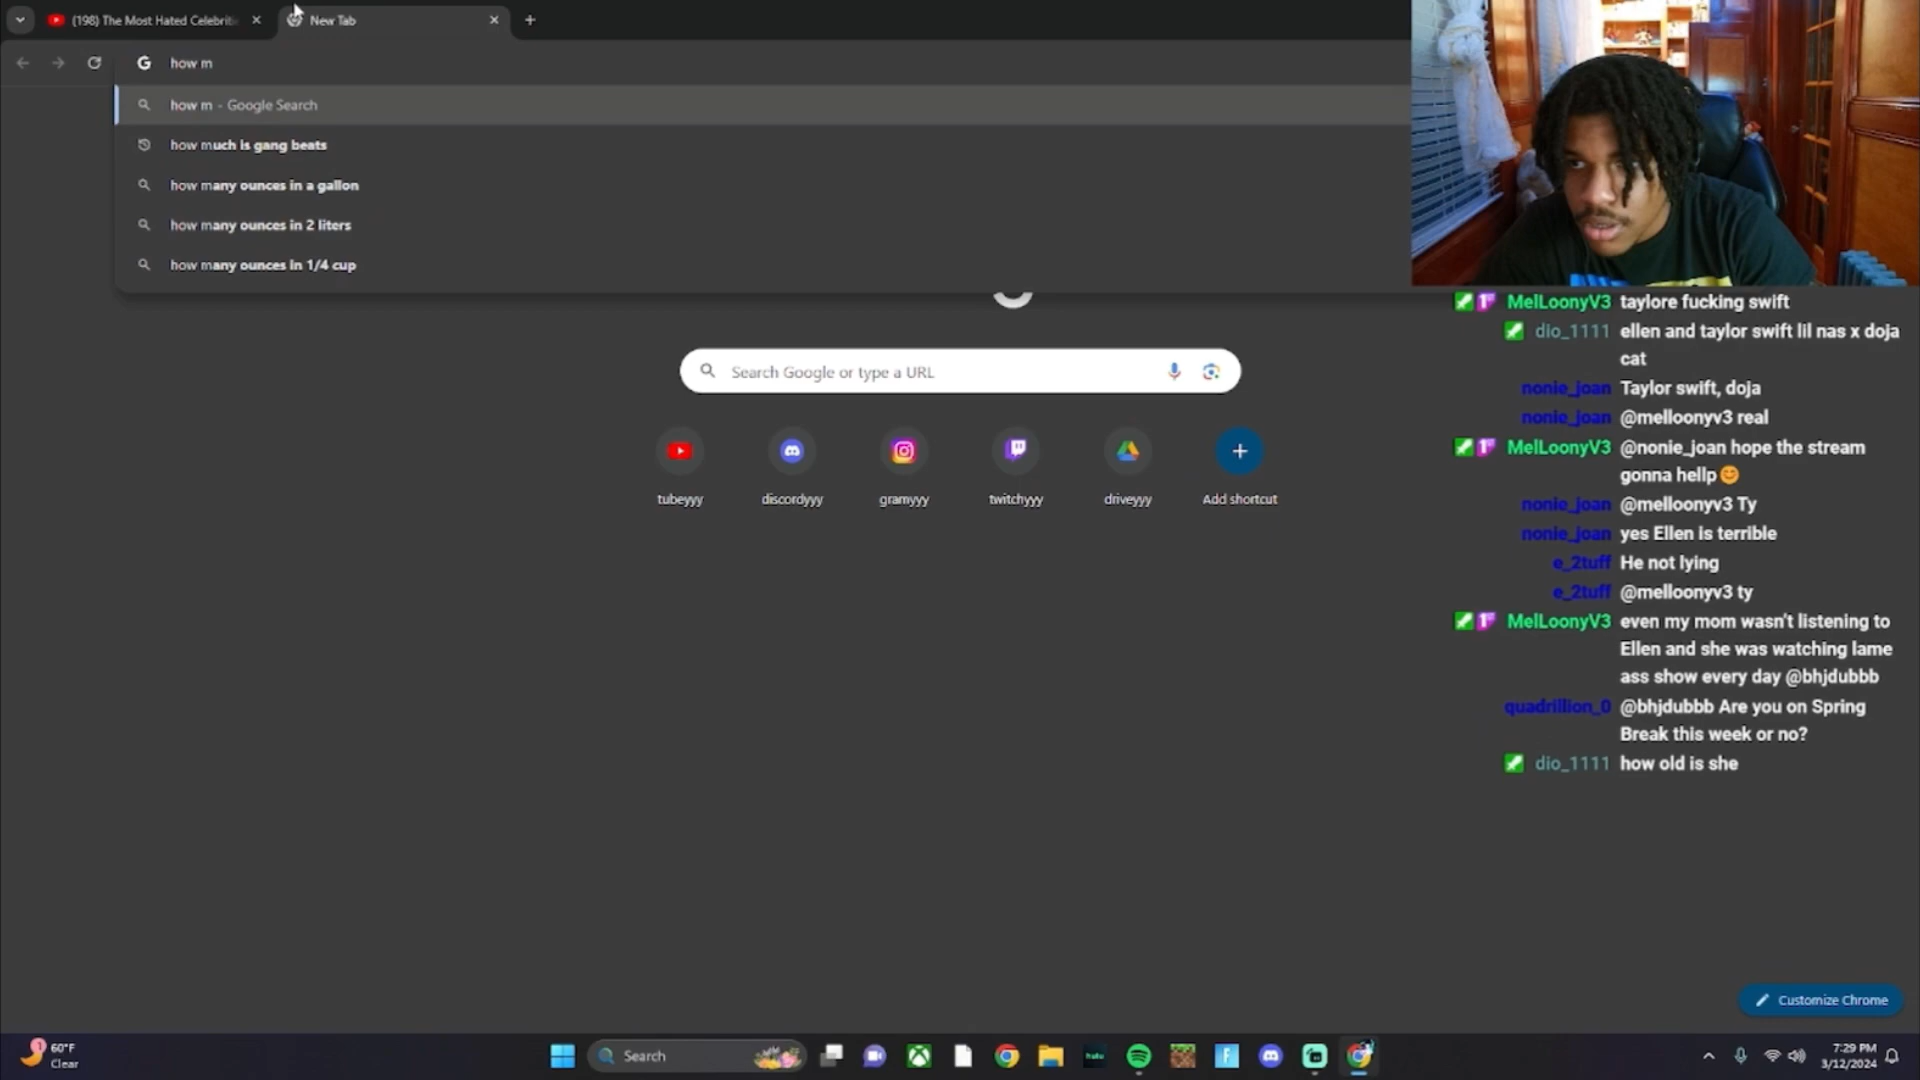 (198) The Most Hated Celebriti
New Tab
how m
how m - Google Search
how much is gang beats
how many ounces in a gallon
how many ounces in 2 liters
how many ounces in 1/4 cup
Search Google or type a URL
tubeyyy
discordyyy
gramyyy
twitchyyy
driveyyy
Add shortcut
MelLoonyV3 taylore fucking swift
dio_1111 ellen and taylor swift lil nas x doja
cat
nonie_joan Taylor swift, doja
nonie_joan @melloonyv3 real
MelLoonyV3 @nonie_joan hope the stream
gonna hellp
nonie_joan @melloonyv3 Ty
nonie_joan yes Ellen is terrible
e_2tuff He not lying
e_2tuff @melloonyv3 ty
MelLoonyV3 even my mom wasn't listening to
Ellen and she was watching lame
ass show every day @bhjdubbb
quadrillion_0 @bhjdubbb Are you on Spring
Break this week or no?
dio_1111 how old is she
Customize Chrome
1
60°F
Clear
Search
hulu
7:29 PM
3/12/2024